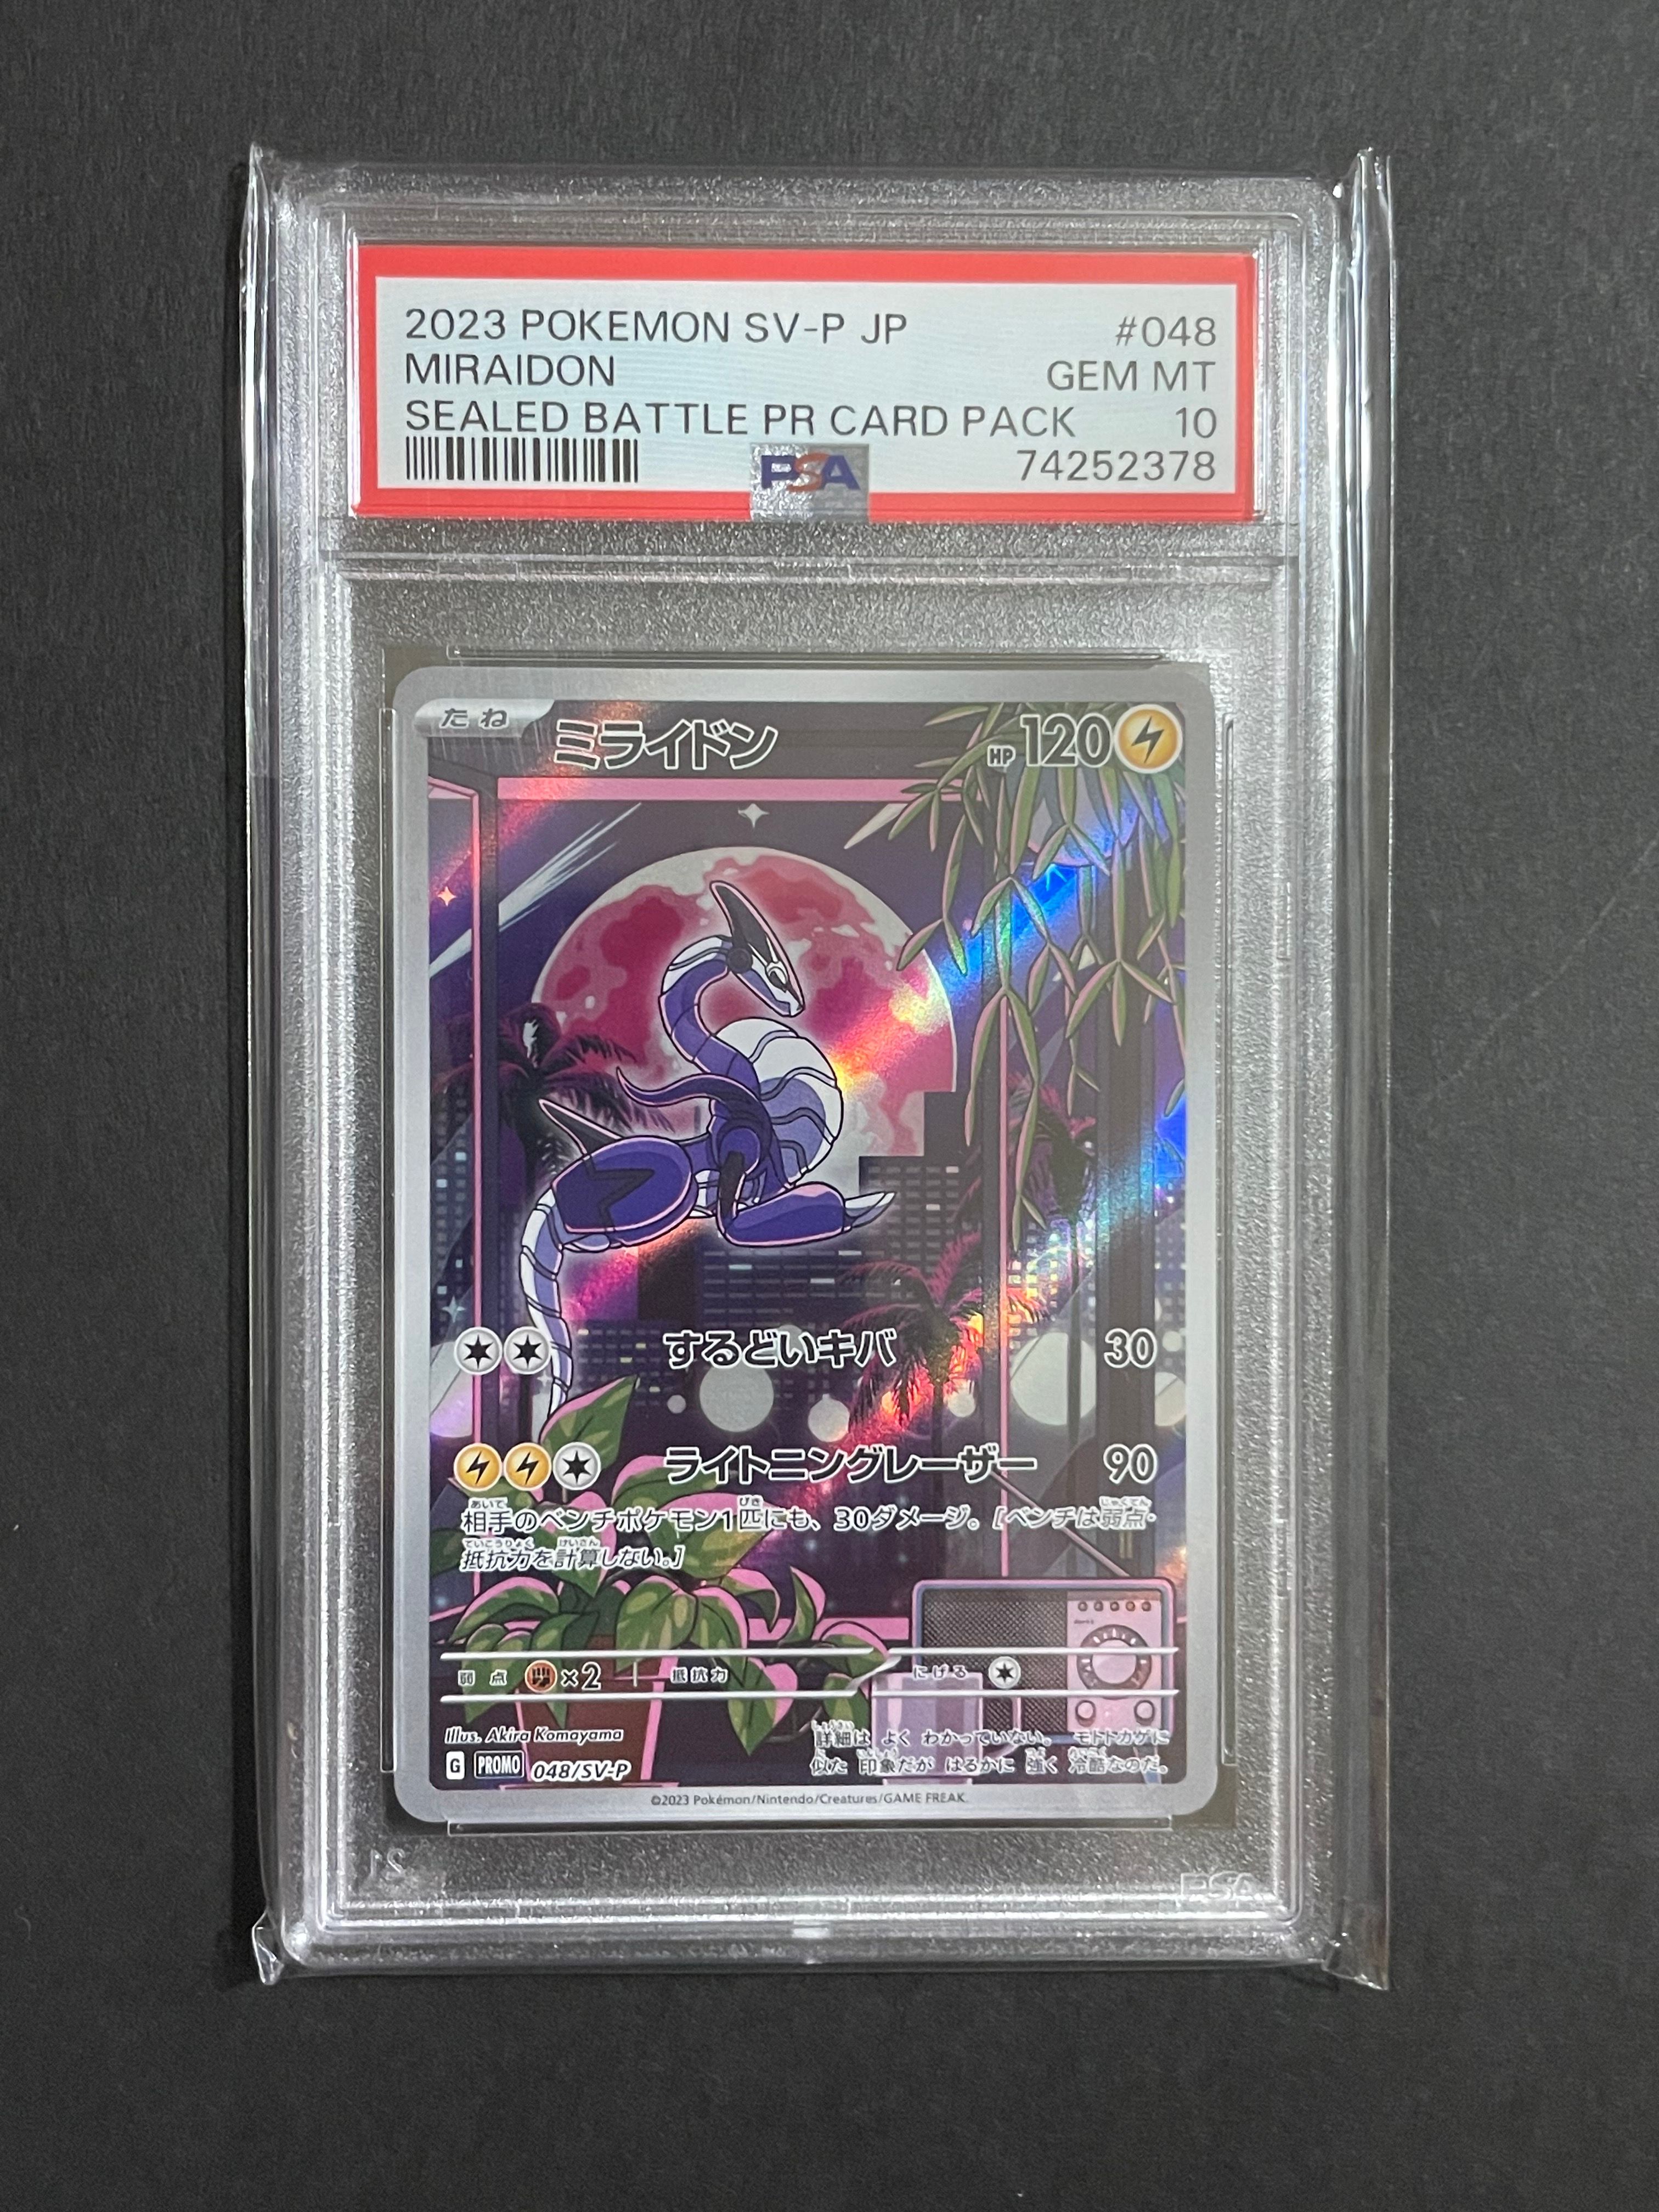 2023 POKEMON SV-P JP #048
MIRAIDON GEM MT
SEALED BATTLE PR CARD PACK 10
PSA 74252378
たね ミライドン HP 120
するどいキバ 30
ライトニングレーザー 90
相手のベンチポケモン1匹にも、30ダメージ。[ベンチは弱点・
抵抗力を計算しない。]
弱点 ×2 抵抗力 にげる
Illus. Akira Komayama
G PROMO 048/SV-P
詳細は よく わかっていない。 モトトカゲに
似た 印象だが はるかに 強く 冷酷なのだ。
©2023 Pokémon/Nintendo/Creatures/GAME FREAK
PSA